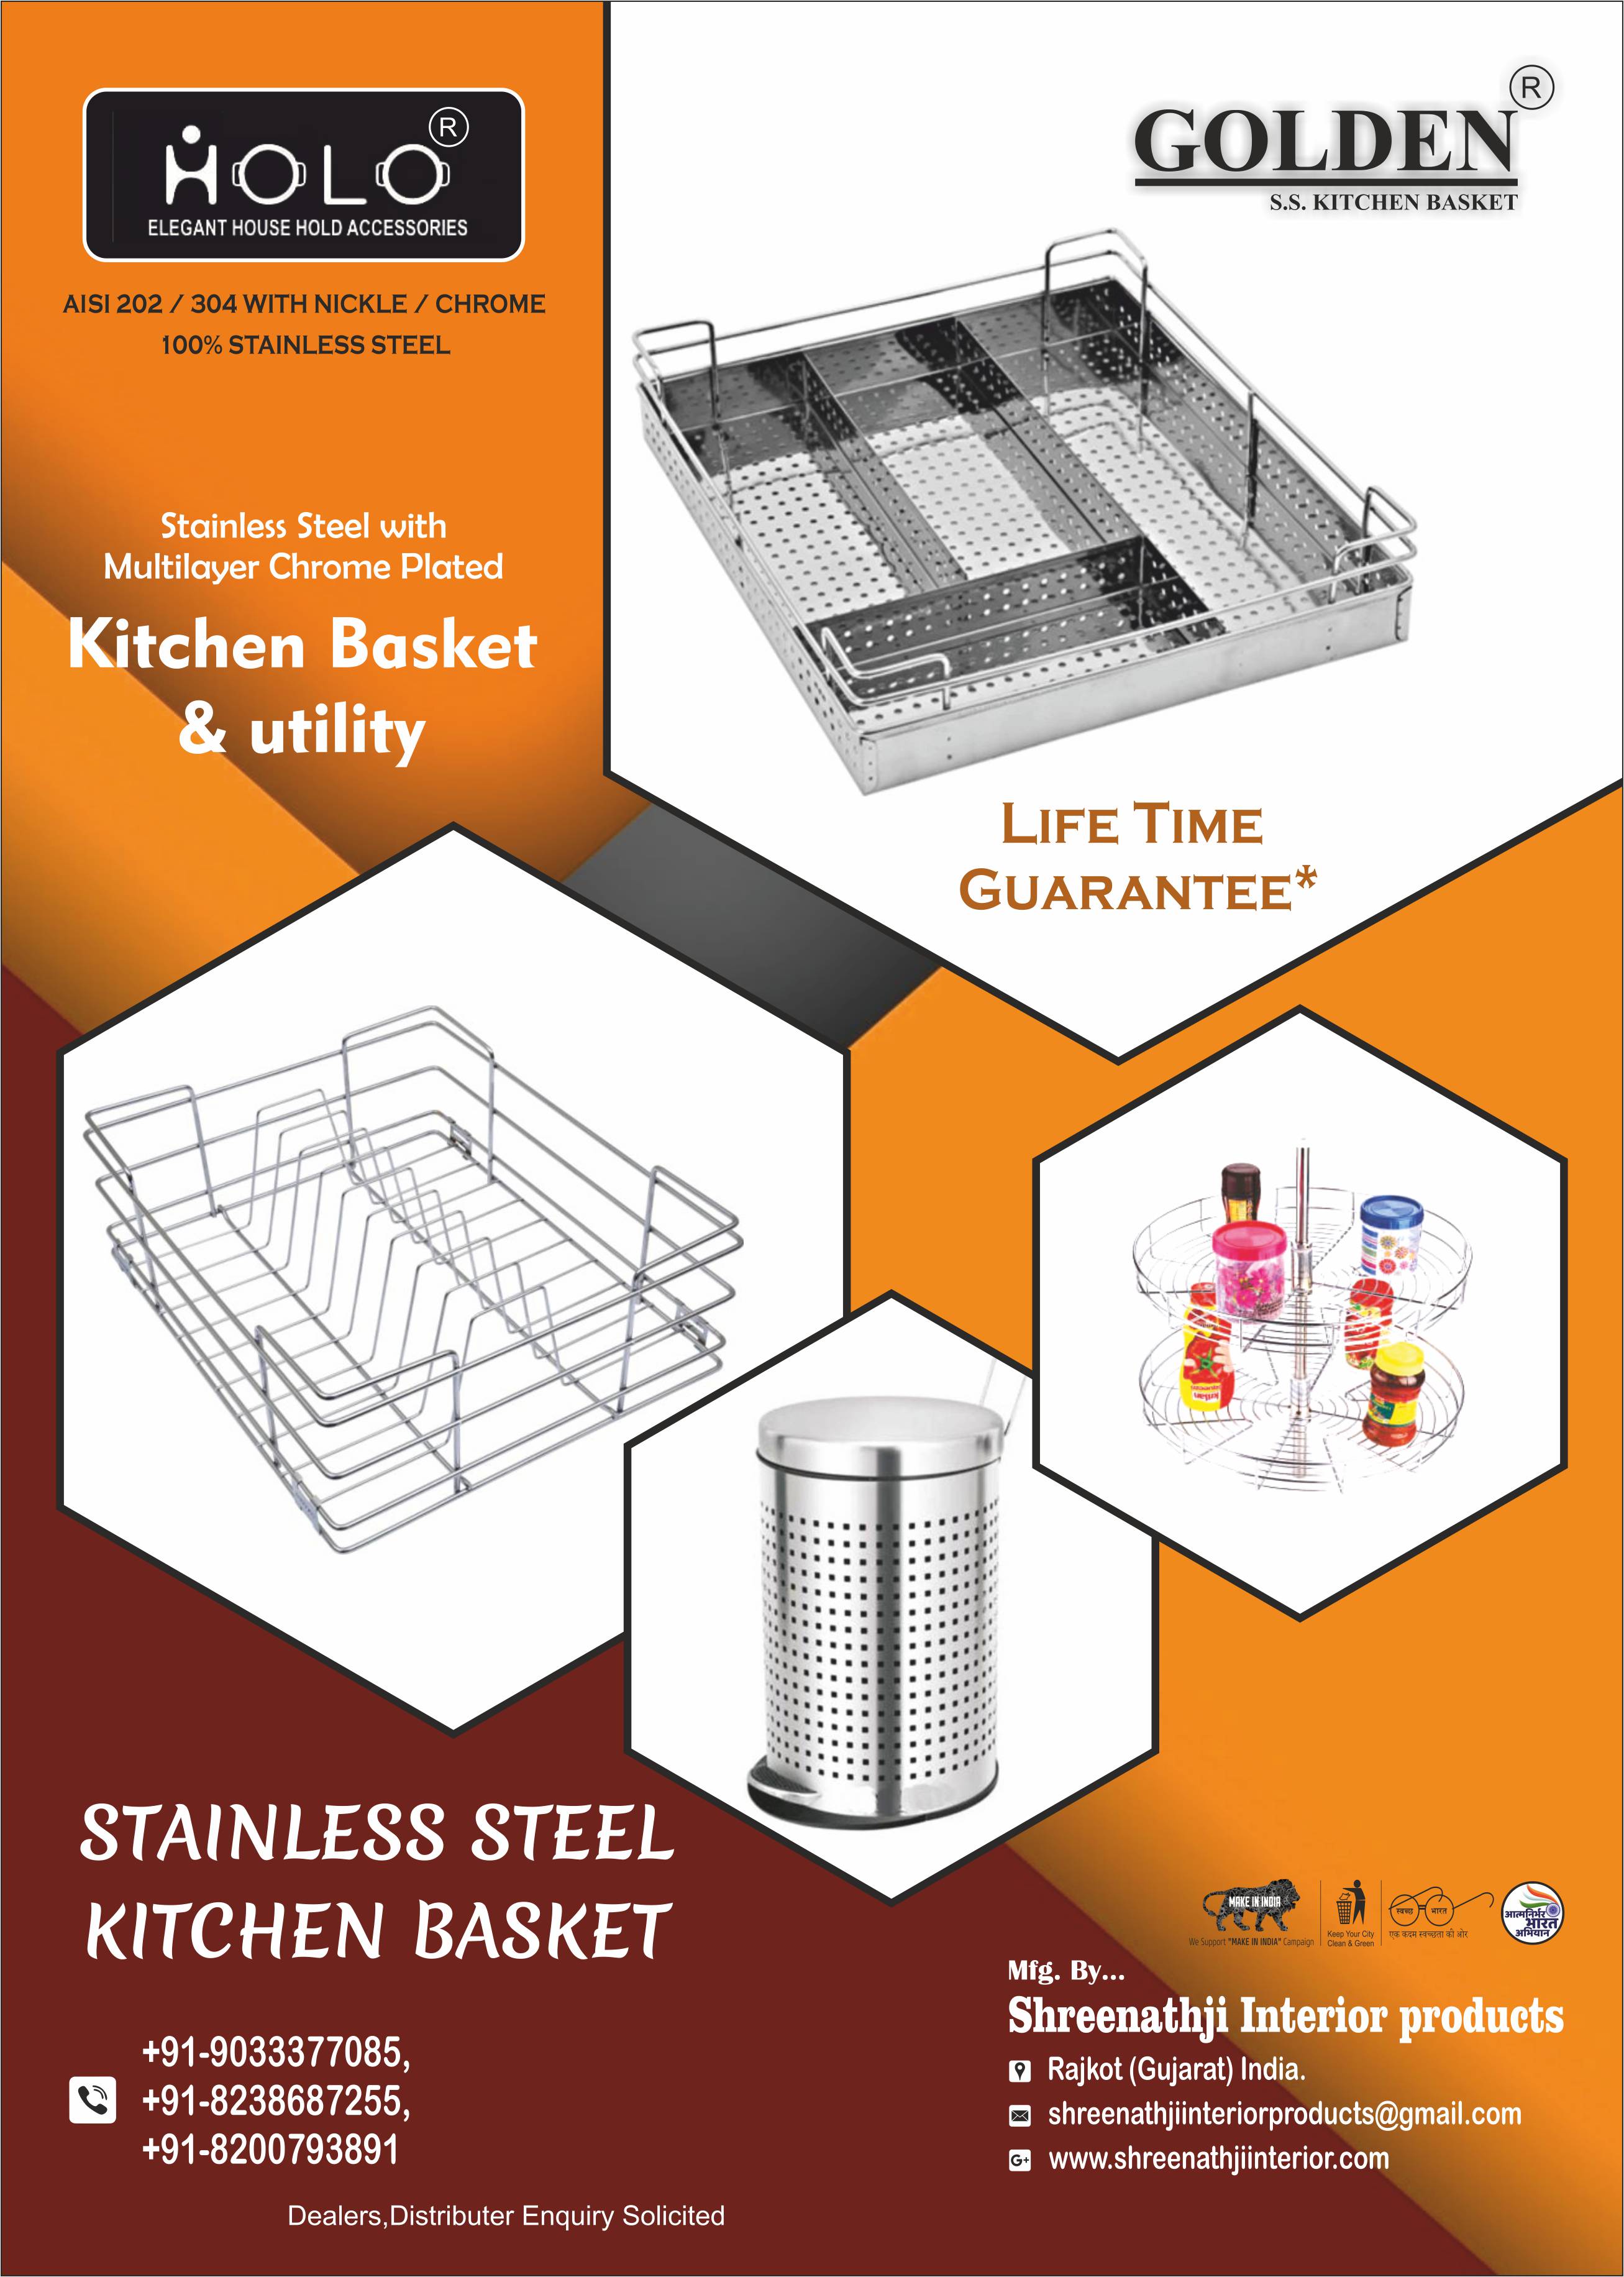 HOLO ®
ELEGANT HOUSE HOLD ACCESSORIES
AISI 202 / 304 WITH NICKLE / CHROME
100% STAINLESS STEEL
Stainless Steel with
Multilayer Chrome Plated
Kitchen Basket
& utility
GOLDEN ®
S.S. KITCHEN BASKET
LIFE TIME
GUARANTEE*
STAINLESS STEEL
KITCHEN BASKET
+91-9033377085,
+91-8238687255,
+91-8200793891
Dealers,Distributer Enquiry Solicited
MAKE IN INDIA
We Support "MAKE IN INDIA" Campaign
Keep Your City
Clean & Green
स्वच्छ भारत
एक कदम स्वच्छता की ओर
आत्मनिर्भर
भारत
अभियान
Mfg. By...
Shreenathji Interior products
Rajkot (Gujarat) India.
shreenathjiinteriorproducts@gmail.com
G+ www.shreenathjiinterior.com